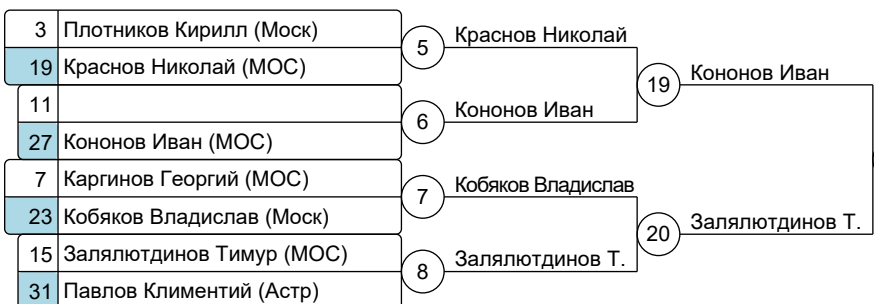 3 Плотников Кирилл (Моск)
19 Краснов Николай (МОС)
5 Краснов Николай
11
27 Кононов Иван (МОС)
6 Кононов Иван
19 Кононов Иван
7 Каргинов Георгий (МОС)
23 Кобяков Владислав (Моск)
7 Кобяков Владислав
15 Залялютдинов Тимур (МОС)
31 Павлов Климентий (Астр)
8 Залялютдинов Т.
20 Залялютдинов Т.